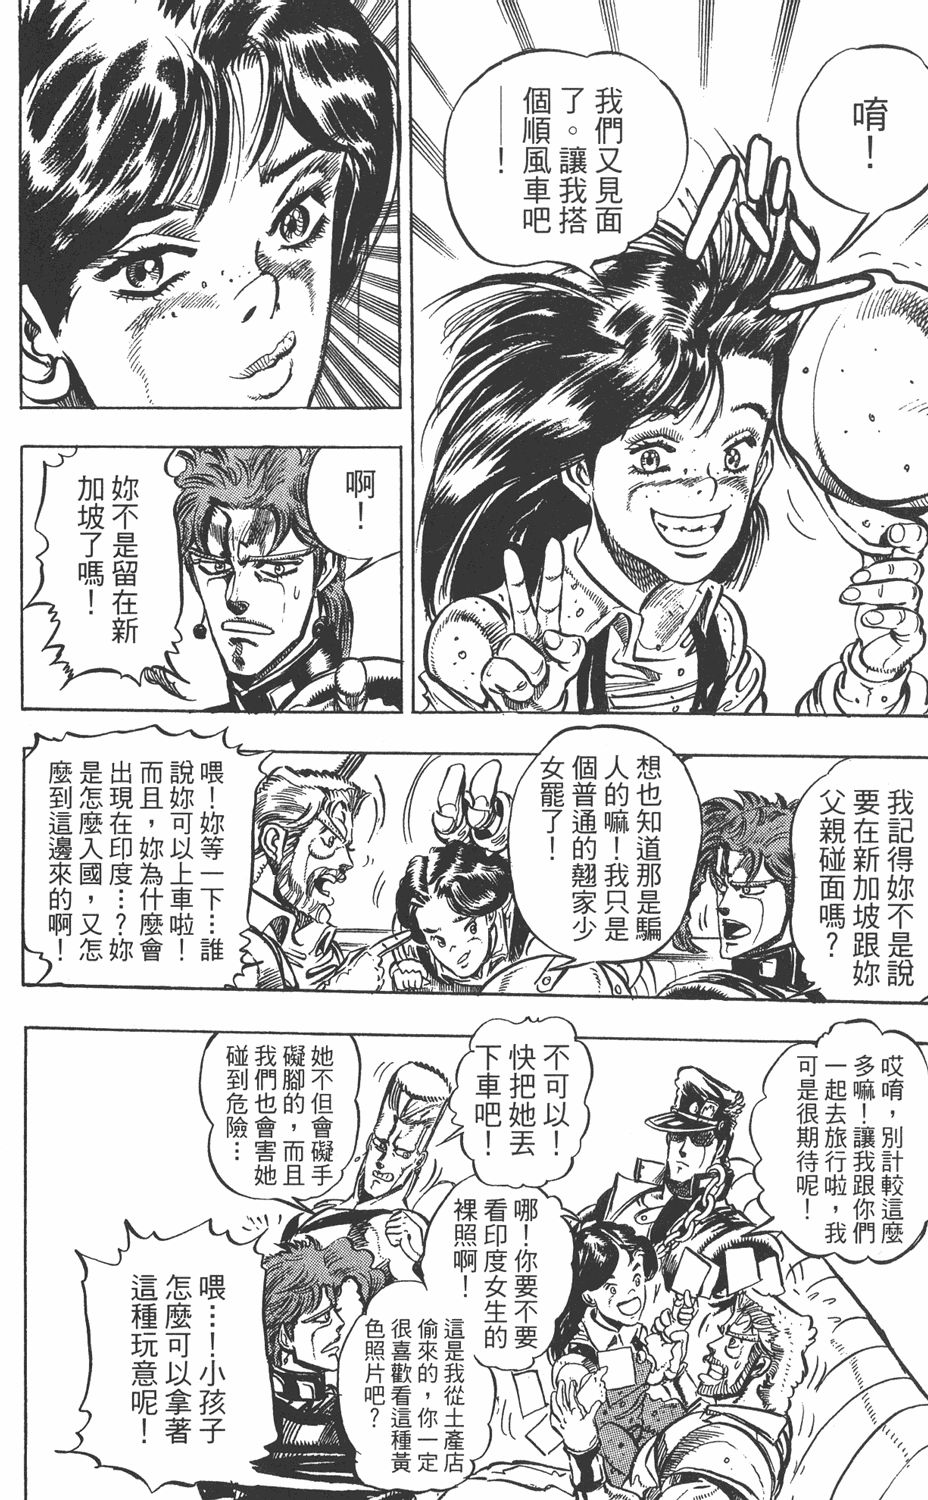 唷！
我們又見面
了。讓我搭
個順風車吧
——！
啊！
妳不是留在新
加坡了嗎！
我記得妳不是說
要在新加坡跟妳
父親碰面嗎？
想也知道那是騙
人的嘛！我只是
個普通的翹家少
女罷了！
喂！妳等一下…誰
說妳可以上車啦！
而且，妳為什麼會
出現在印度…？妳
是怎麼入國，又怎
麼到這邊來的啊！
哎唷，別計較這麼
多嘛！讓我跟你們
一起去旅行啦，我
可是很期待呢！
不可以！
快把她丟
下車吧！
她不但會礙手
礙腳的，而且
我們也會害她
碰到危險…
哪！你要不要
看印度女生的
裸照啊！
這是我從土產店
偷來的，你一定
很喜歡看這種黃
色照片吧？
喂…！小孩子
怎麼可以拿著
這種玩意呢！